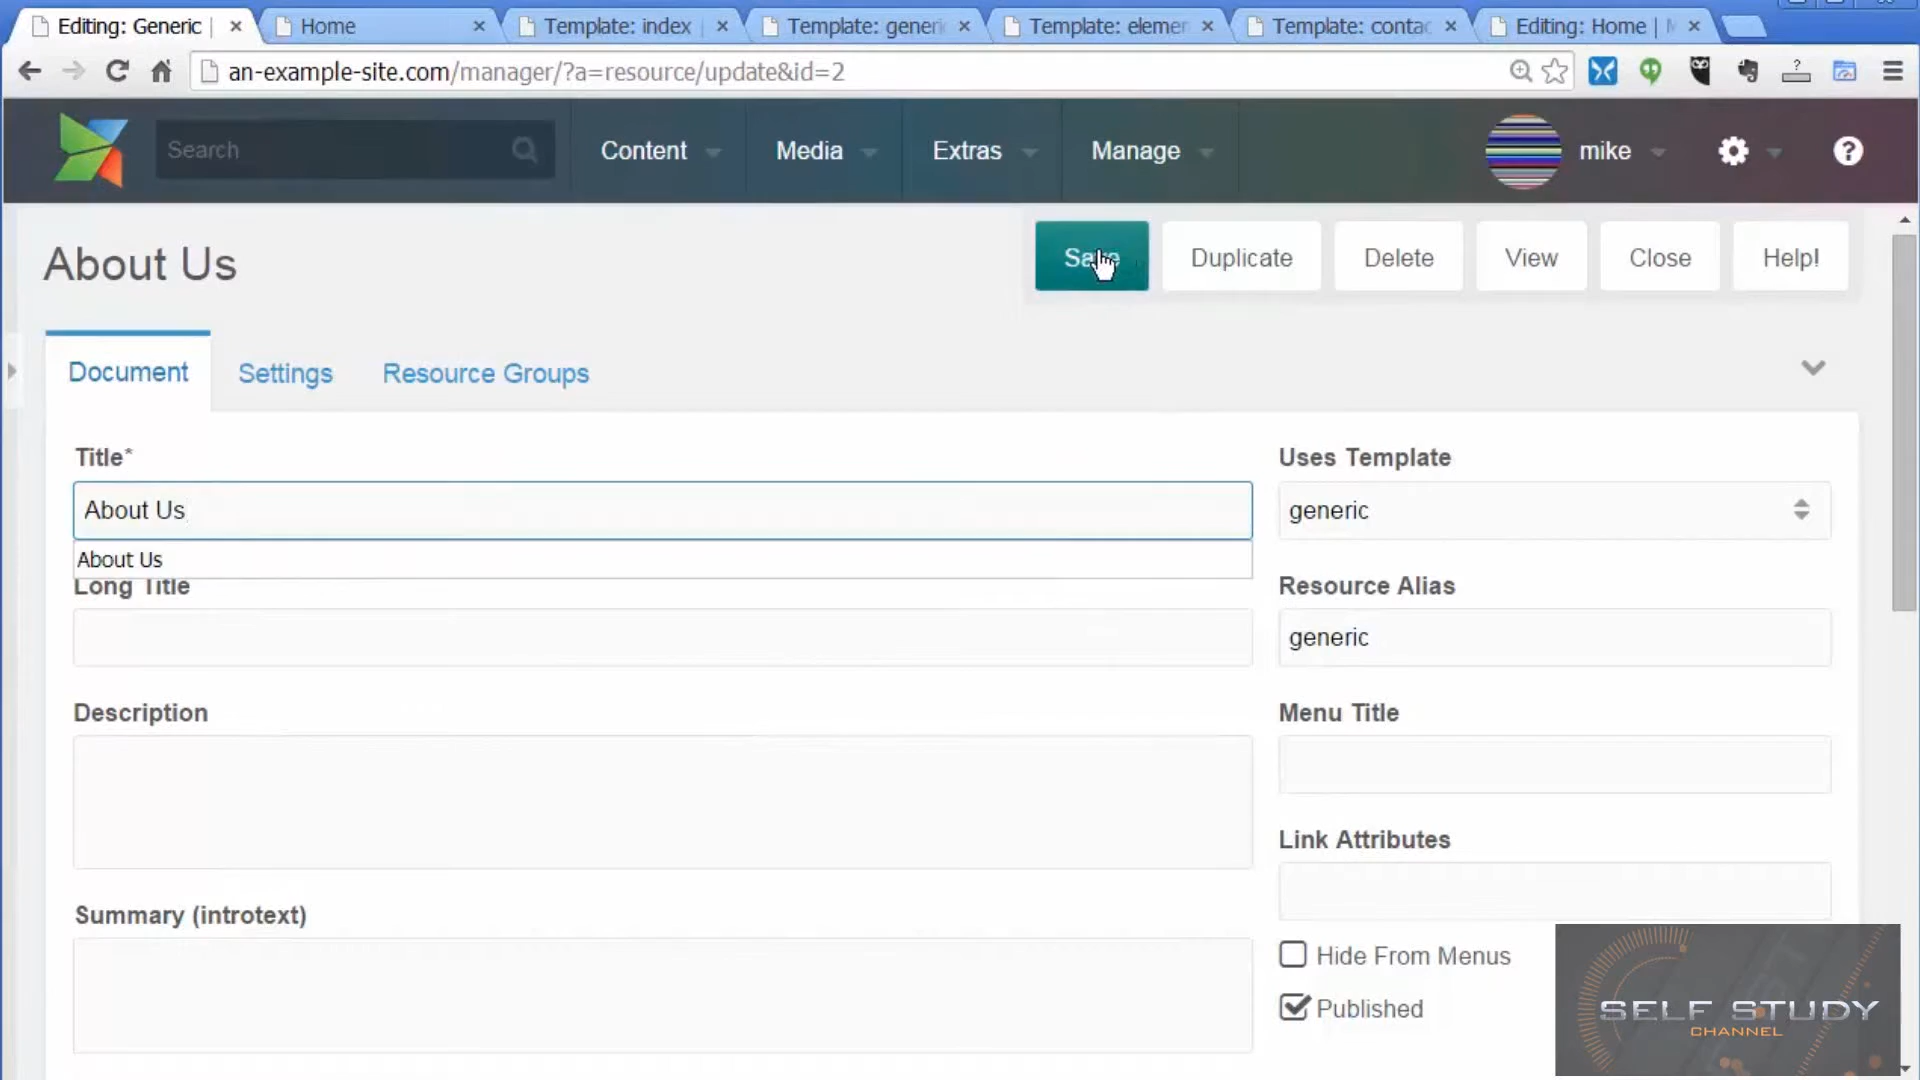 Editing: Generic |
Home
Template: index |
Template: generi
Template: elemen
Template: contac
Editing: Home | M
an-example-site.com/manager/?a=resource/update&id=2
Search
Content
Media
Extras
Manage
mike
About Us
Save
Duplicate
Delete
View
Close
Help!
Document
Settings
Resource Groups
Title*
Uses Template
About Us
generic
About Us
Long Title
Resource Alias
generic
Description
Menu Title
Link Attributes
Summary (introtext)
Hide From Menus
Published
SELF STUDY
CHANNEL